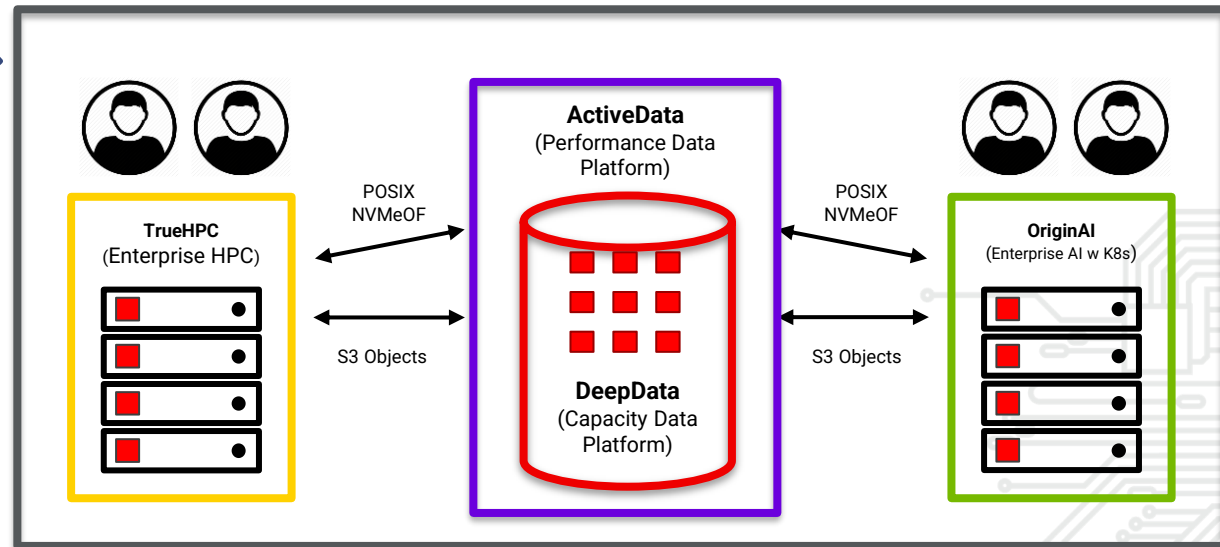 ActiveData
(Performance Data
Platform)
POSIX
NVMeOF
POSIX
NVMeOF
TrueHPC
(Enterprise HPC)
OriginAI
(Enterprise AI w K8s)
S3 Objects
S3 Objects
DeepData
(Capacity Data
Platform)